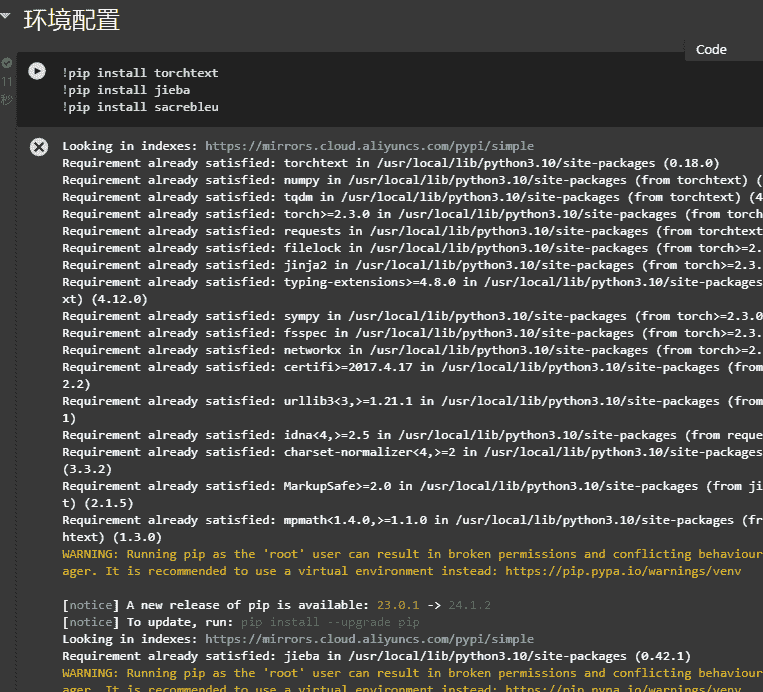 环境配置
Code
11
秒
!pip install torchtext
!pip install jieba
!pip install sacrebleu
Looking in indexes: https://mirrors.cloud.aliyuncs.com/pypi/simple
Requirement already satisfied: torchtext in /usr/local/lib/python3.10/site-packages (0.18.0)
Requirement already satisfied: numpy in /usr/local/lib/python3.10/site-packages (from torchtext) (
Requirement already satisfied: tqdm in /usr/local/lib/python3.10/site-packages (from torchtext) (4
Requirement already satisfied: torch>=2.3.0 in /usr/local/lib/python3.10/site-packages (from torch
Requirement already satisfied: requests in /usr/local/lib/python3.10/site-packages (from torchtext
Requirement already satisfied: filelock in /usr/local/lib/python3.10/site-packages (from torch>=2.
Requirement already satisfied: jinja2 in /usr/local/lib/python3.10/site-packages (from torch>=2.3.
Requirement already satisfied: typing-extensions>=4.8.0 in /usr/local/lib/python3.10/site-packages
xt) (4.12.0)
Requirement already satisfied: sympy in /usr/local/lib/python3.10/site-packages (from torch>=2.3.0
Requirement already satisfied: fsspec in /usr/local/lib/python3.10/site-packages (from torch>=2.3.
Requirement already satisfied: networkx in /usr/local/lib/python3.10/site-packages (from torch>=2.
Requirement already satisfied: certifi>=2017.4.17 in /usr/local/lib/python3.10/site-packages (from
2.2)
Requirement already satisfied: urllib3<3,>=1.21.1 in /usr/local/lib/python3.10/site-packages (from
1)
Requirement already satisfied: idna<4,>=2.5 in /usr/local/lib/python3.10/site-packages (from reque
Requirement already satisfied: charset-normalizer<4,>=2 in /usr/local/lib/python3.10/site-packages
(3.3.2)
Requirement already satisfied: MarkupSafe>=2.0 in /usr/local/lib/python3.10/site-packages (from ji
t) (2.1.5)
Requirement already satisfied: mpmath<1.4.0,>=1.1.0 in /usr/local/lib/python3.10/site-packages (fr
htext) (1.3.0)
WARNING: Running pip as the 'root' user can result in broken permissions and conflicting behaviour
ager. It is recommended to use a virtual environment instead: https://pip.pypa.io/warnings/venv
[notice] A new release of pip is available: 23.0.1 -> 24.1.2
[notice] To update, run: pip install --upgrade pip
Looking in indexes: https://mirrors.cloud.aliyuncs.com/pypi/simple
Requirement already satisfied: jieba in /usr/local/lib/python3.10/site-packages (0.42.1)
WARNING: Running pip as the 'root' user can result in broken permissions and conflicting behaviour
ager. It is recommended to use a virtual environment instead: https://pip.pypa.io/warnings/venv